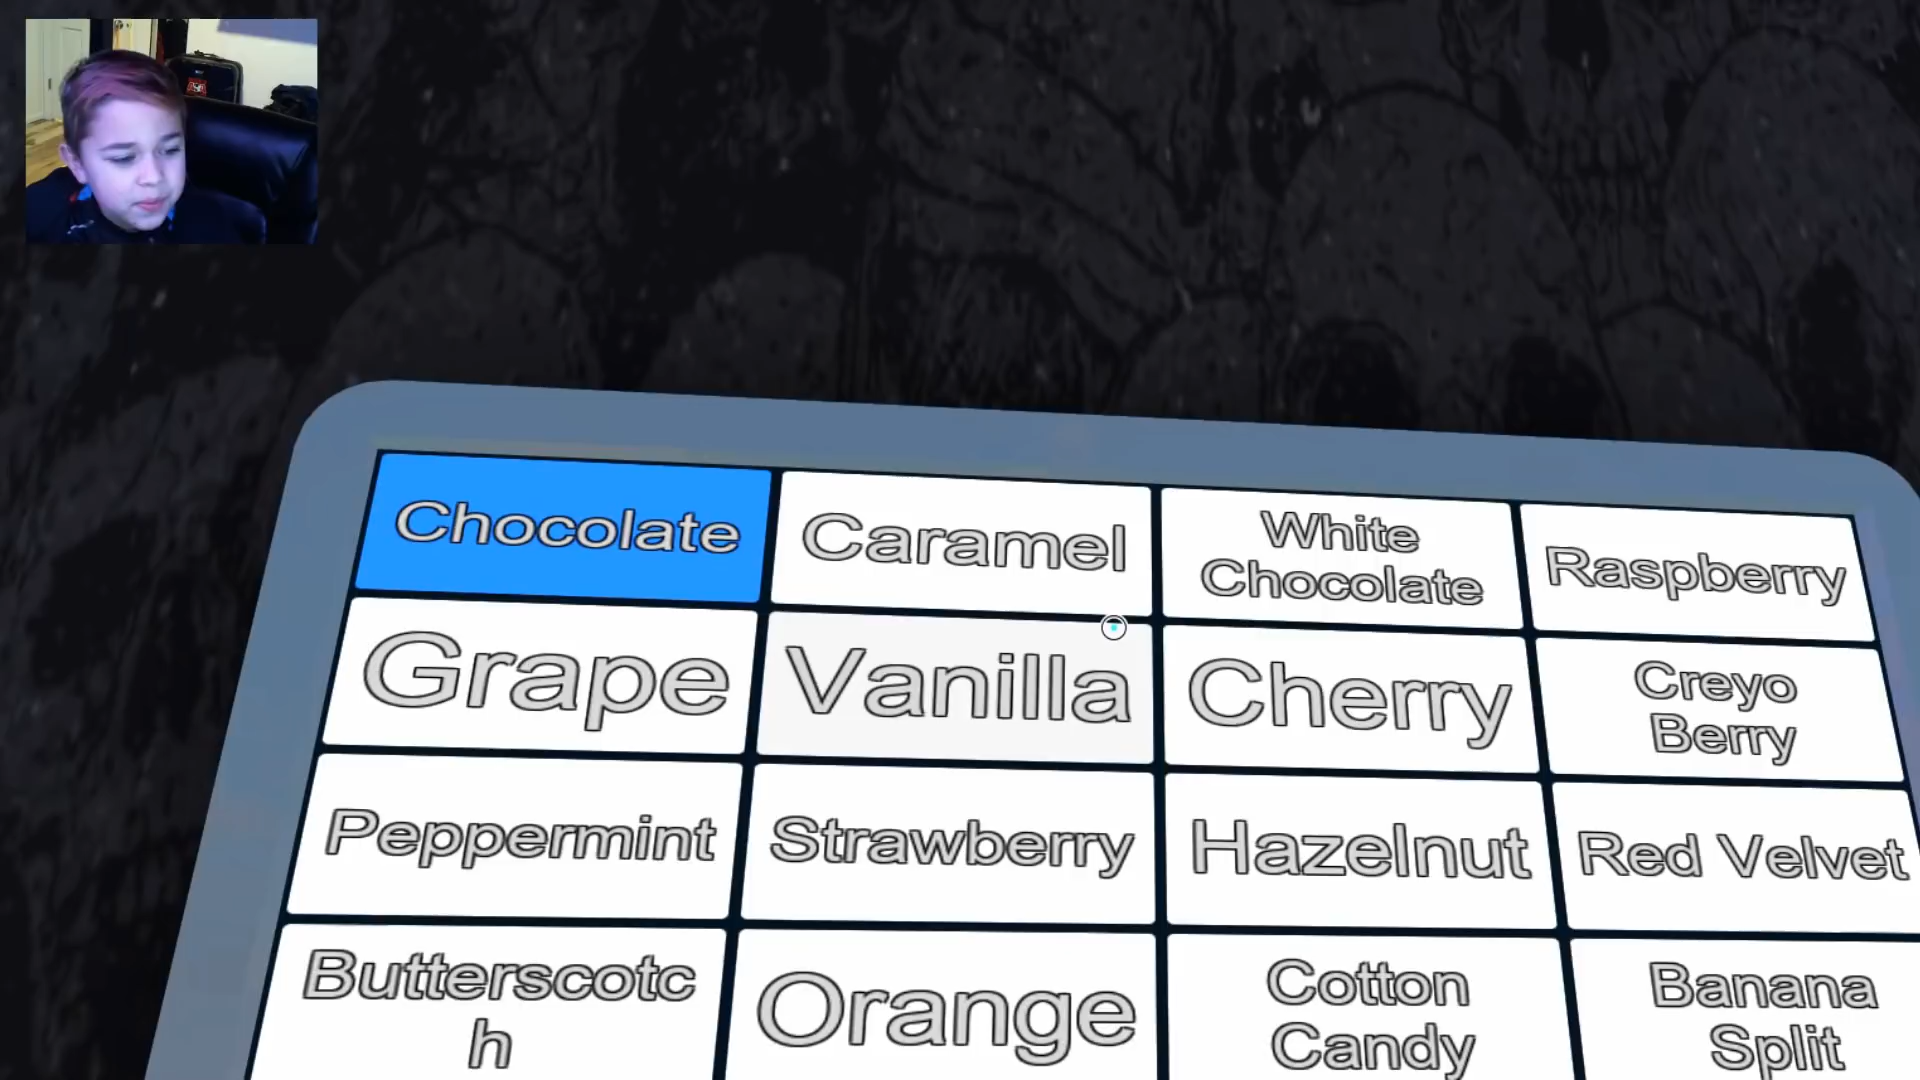 Chocolate
Caramel
White
Chocolate
Raspberry
Grape
Vanilla
Cherry
Creyo
Berry
Peppermint
Strawberry
Hazelnut
Red Velvet
Butterscotc
h
Orange
Cotton
Candy
Banana
Split